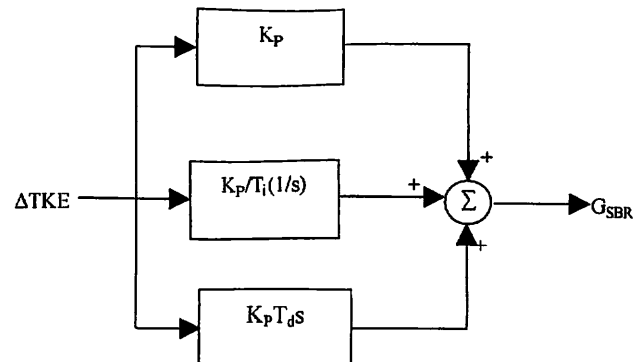 K_P
+
K_P/T_i(1/s)
+
ΔTKE
Σ
G_SBR
+
K_PT_ds